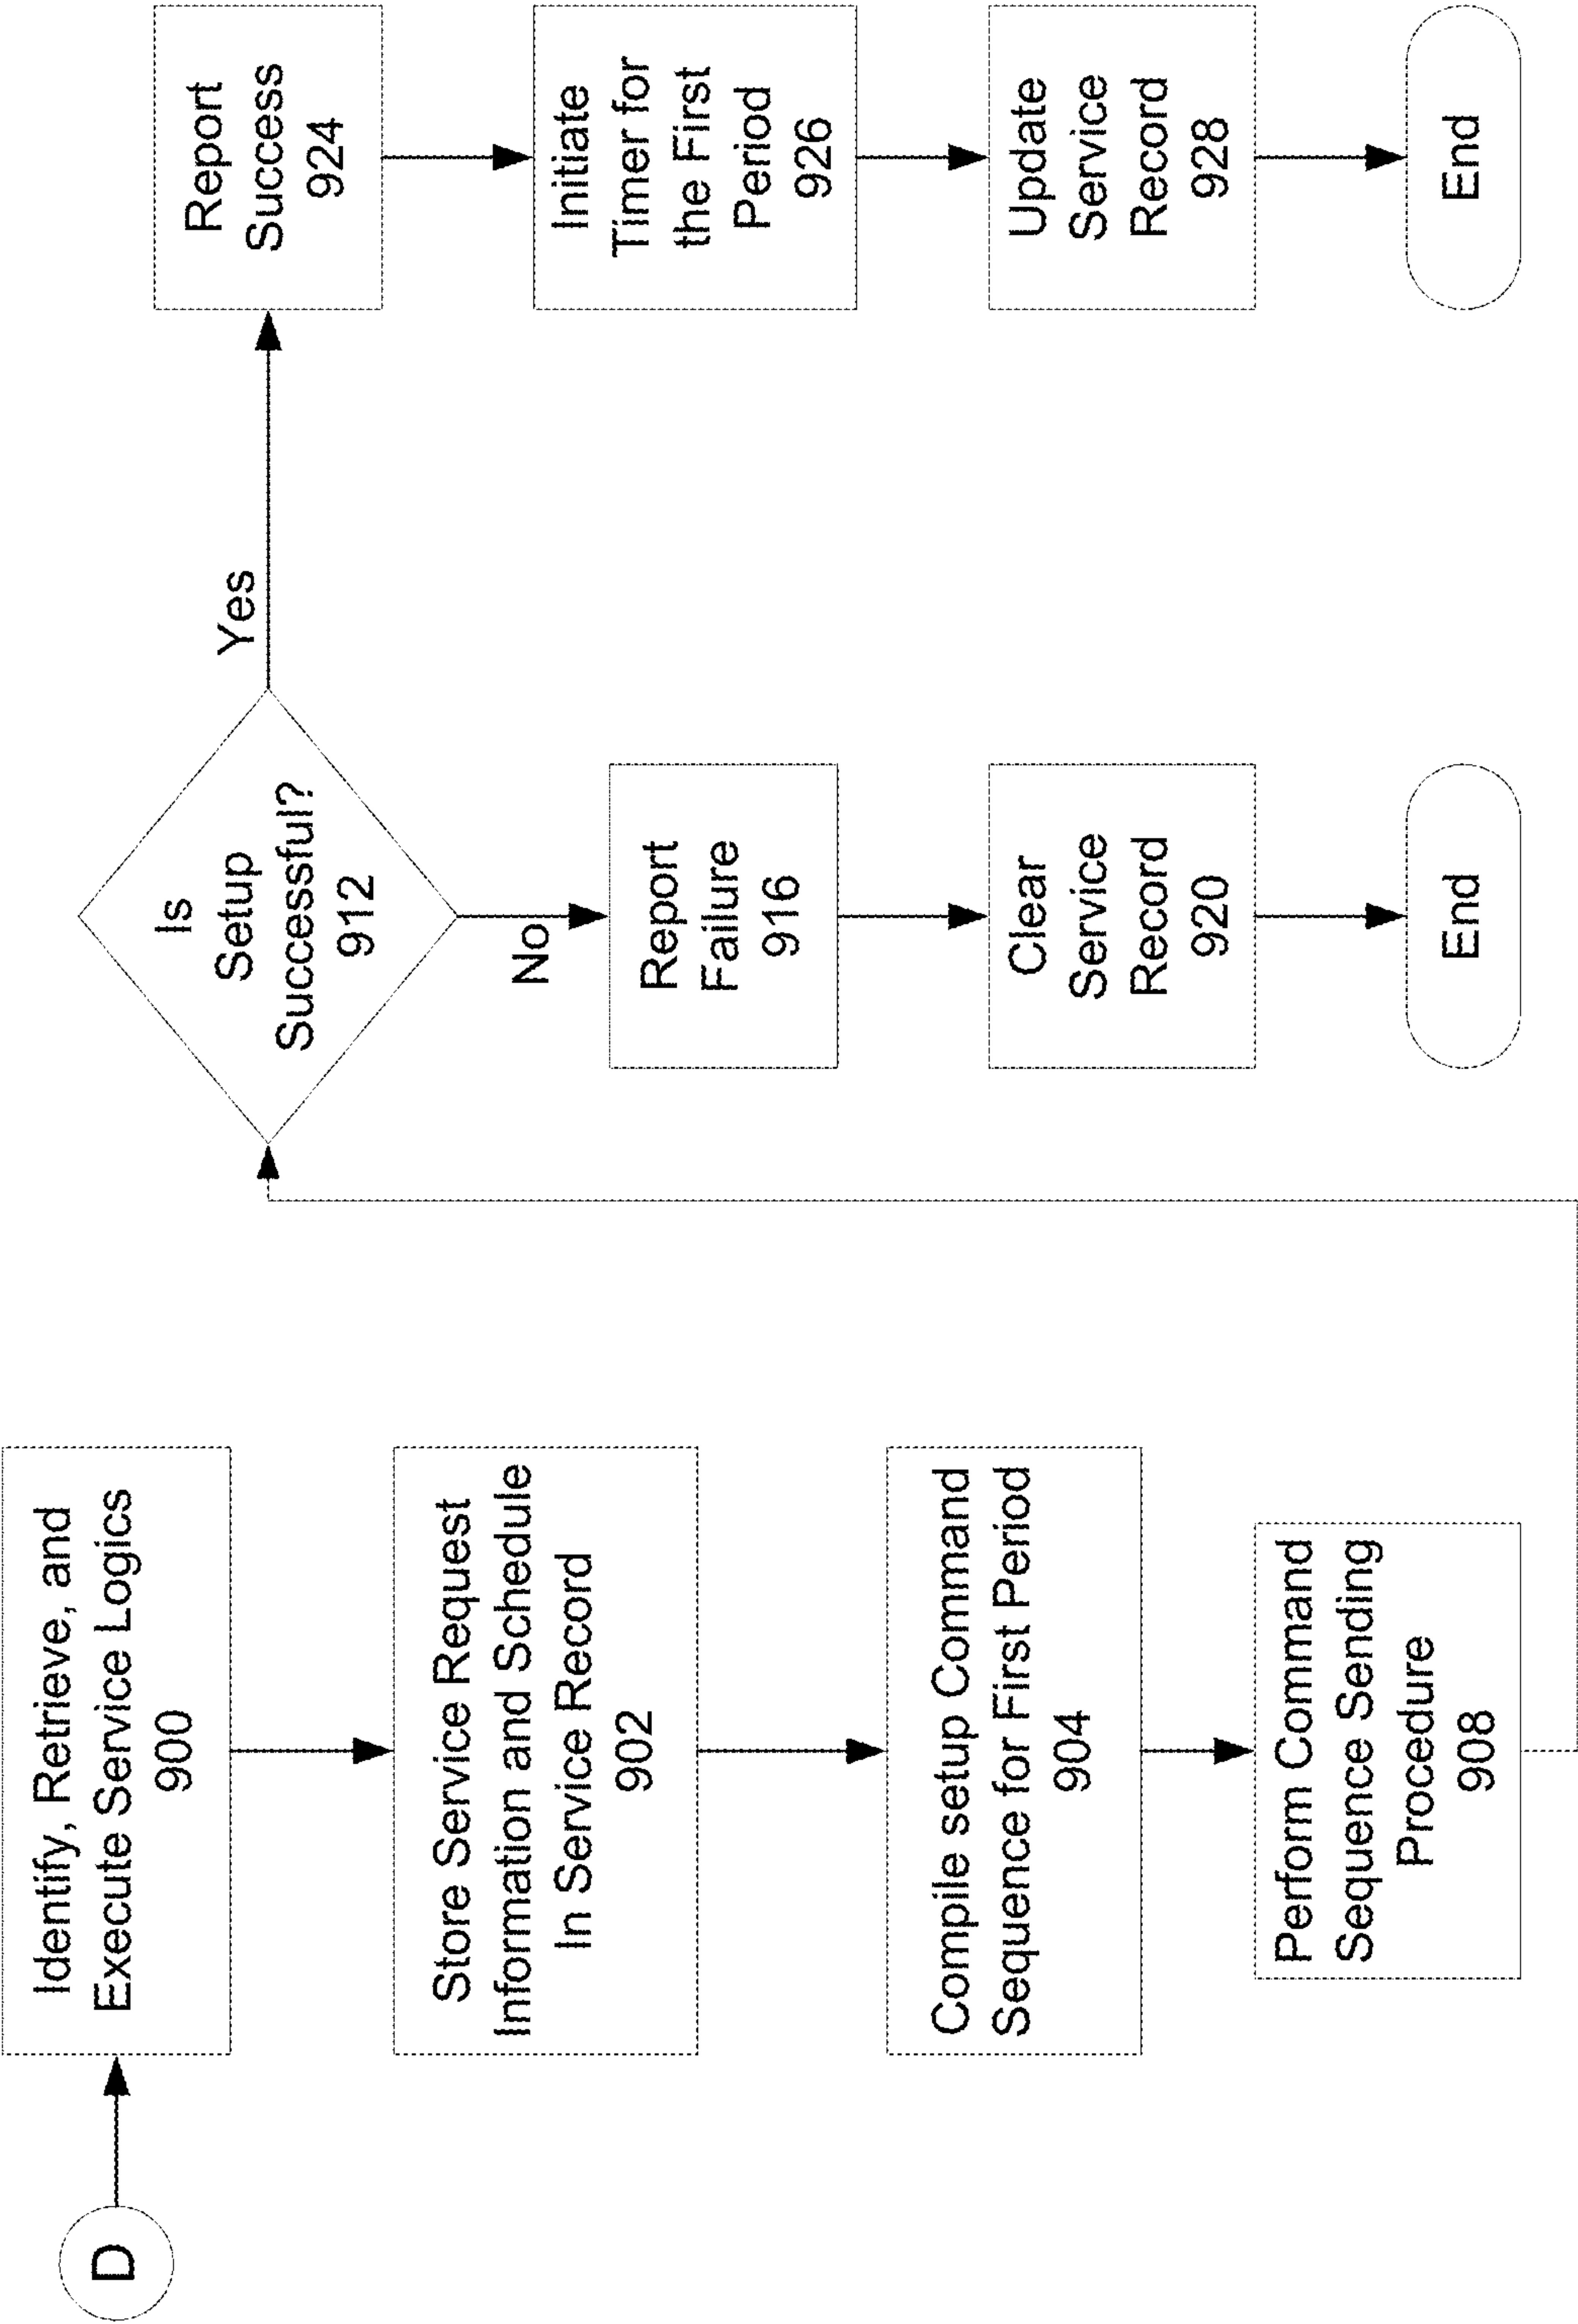 D
Identify, Retrieve, and
Execute Service Logics
900
Store Service Request
Information and Schedule
In Service Record
902
Compile setup Command
Sequence for First Period
904
Perform Command
Sequence Sending
Procedure
908
Is
Setup
Successful?
912
No
Report
Failure
916
Clear
Service
Record
920
End
Yes
Report
Success
924
Initiate
Timer for
the First
Period
926
Update
Service
Record
928
End